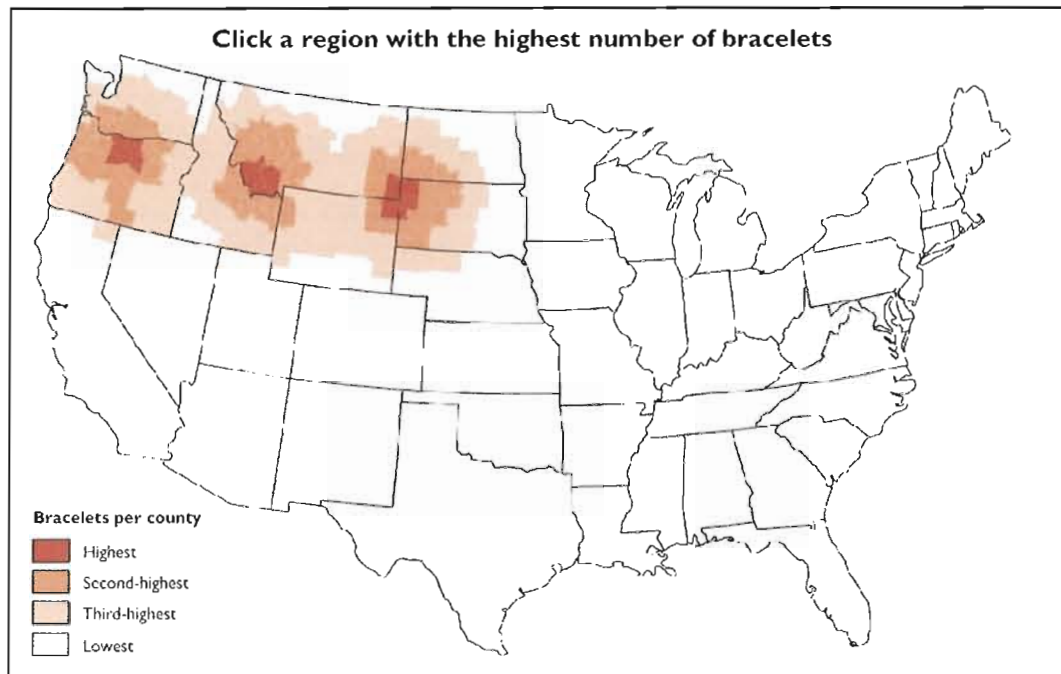 Click a region with the highest number of bracelets
Bracelets per county
Highest
Second-highest
Third-highest
Lowest